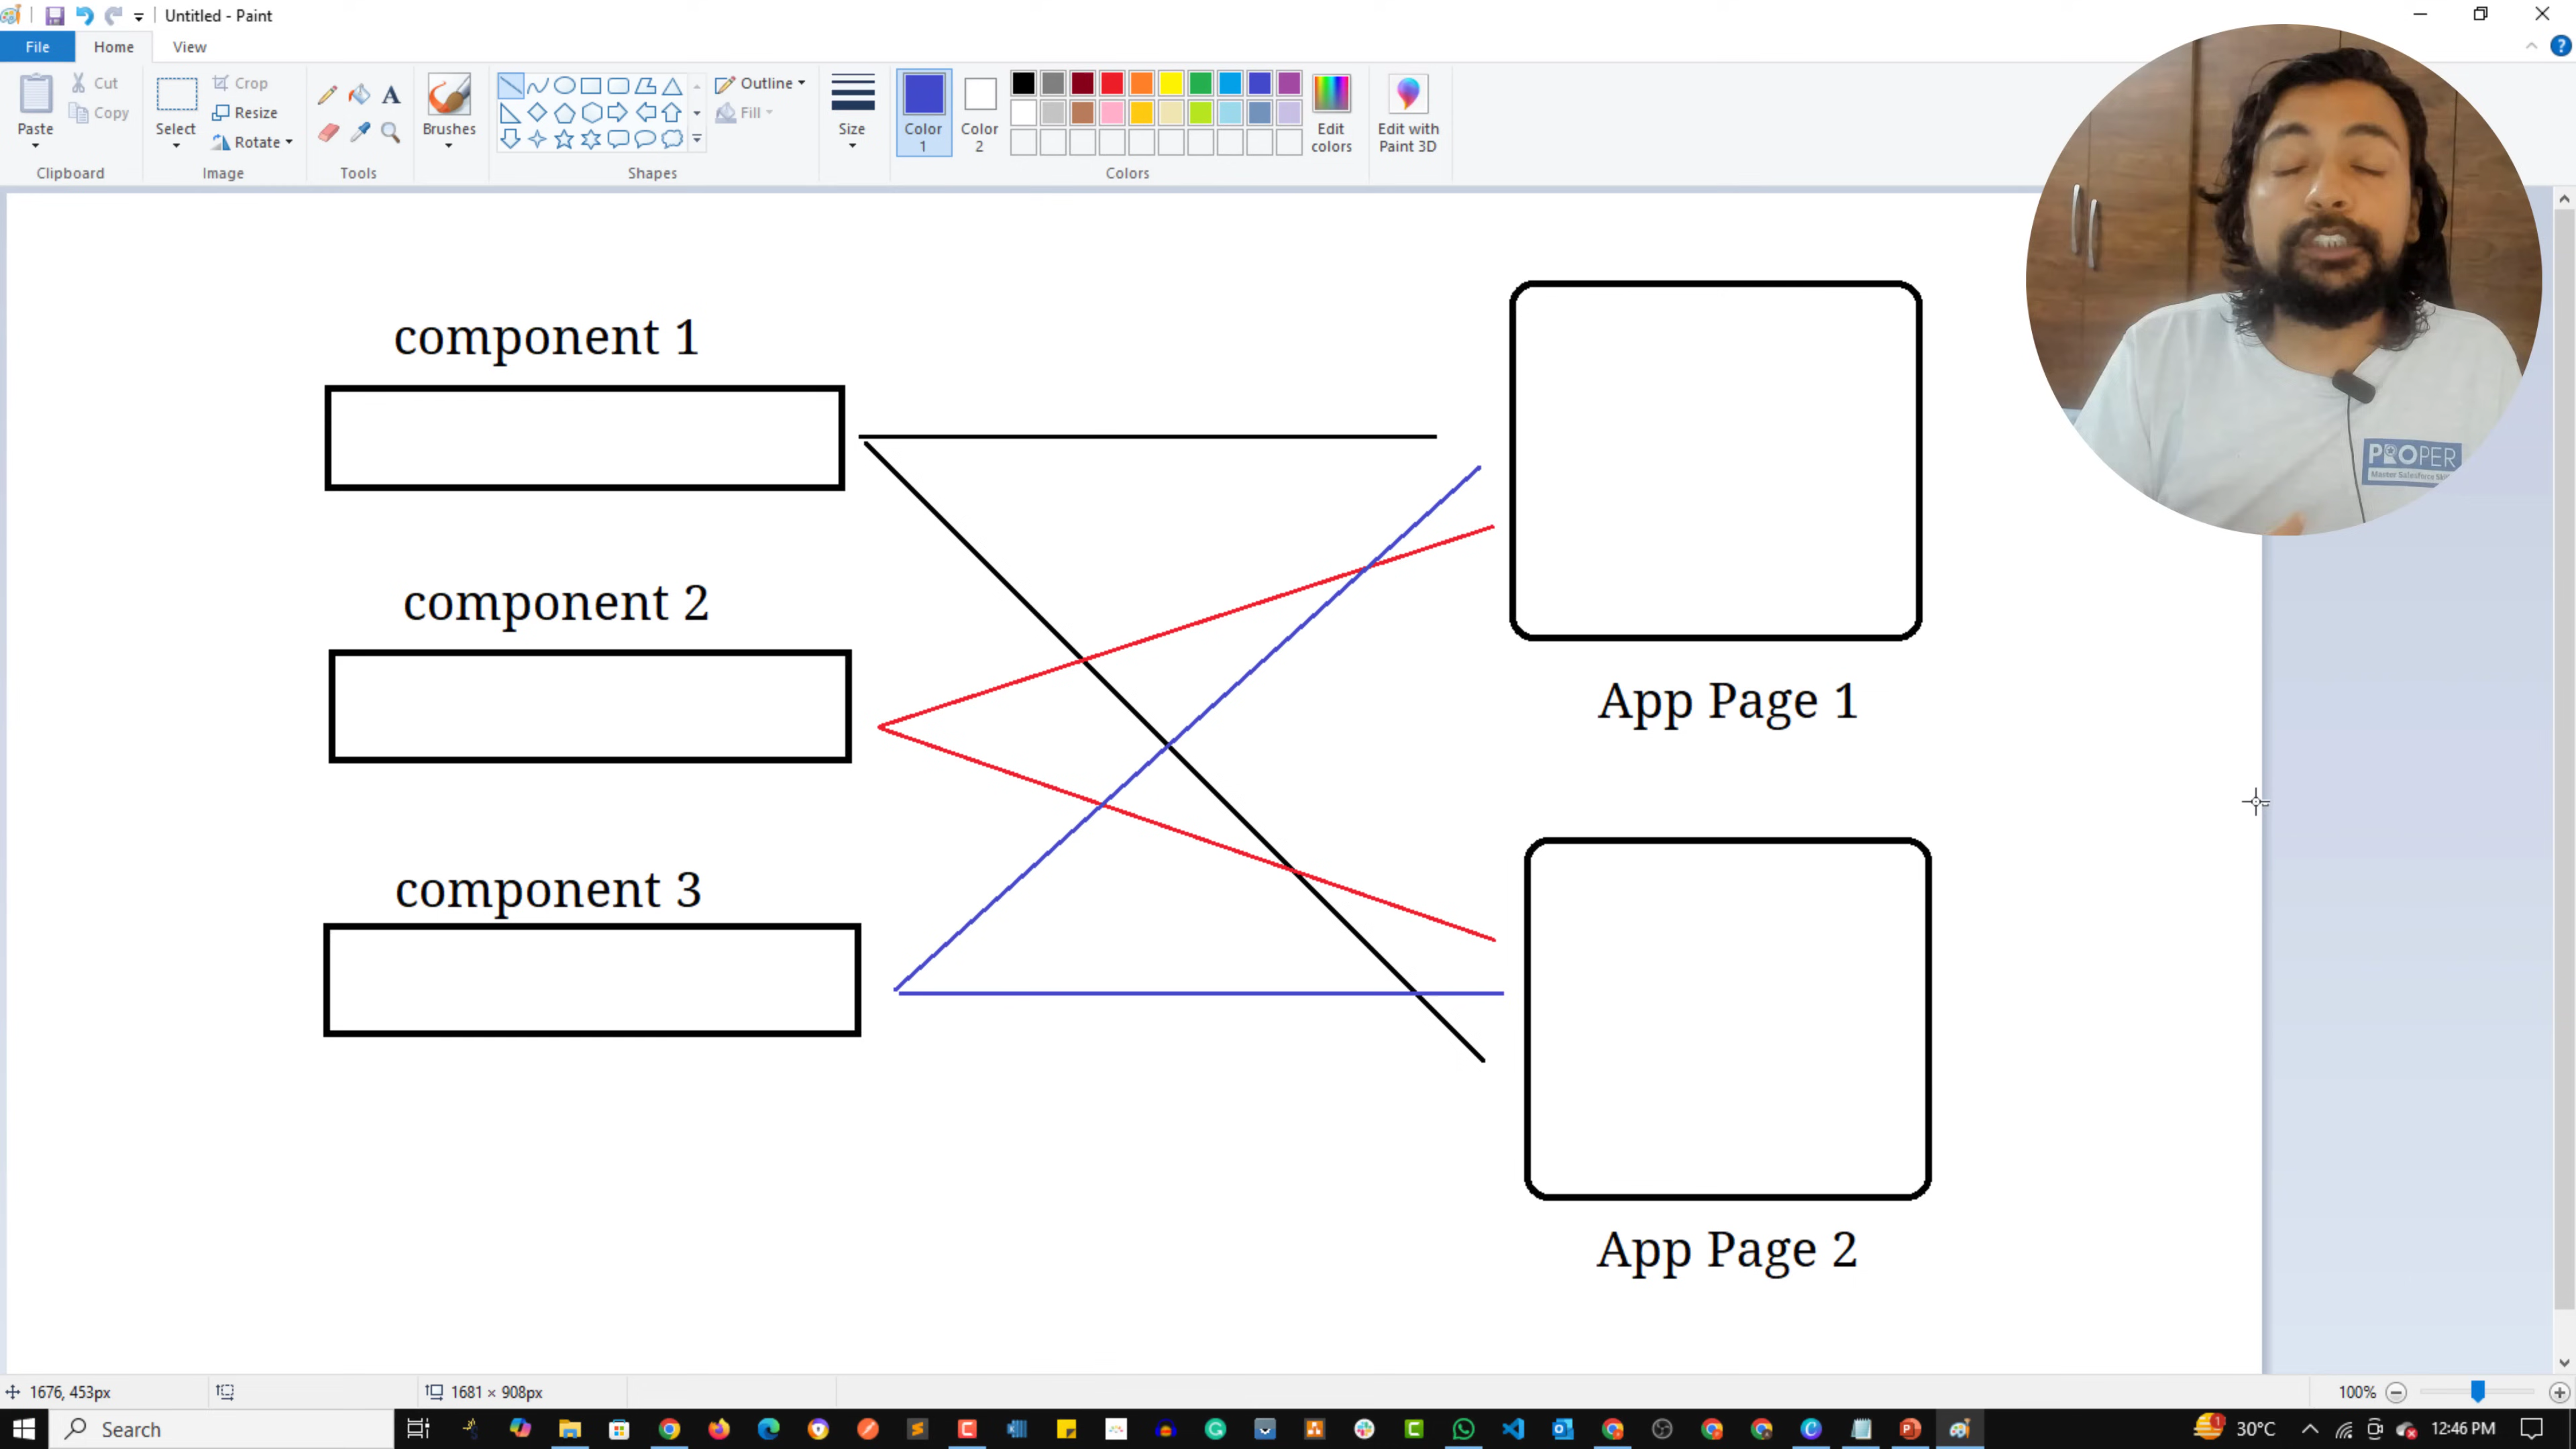 Untitled - Paint
File Home View
Paste
Cut
Copy
Clipboard
Select
Crop
Resize
Rotate
Image
A
Tools
Brushes
Shapes
Outline
Fill
Size
Color 1
Color 2
Edit colors
Colors
Edit with Paint 3D
component 1
component 2
component 3
App Page 1
App Page 2
PROPER
Master Salesforce
1676, 453px
1681 × 908px
100%
Search
30°C
12:46 PM